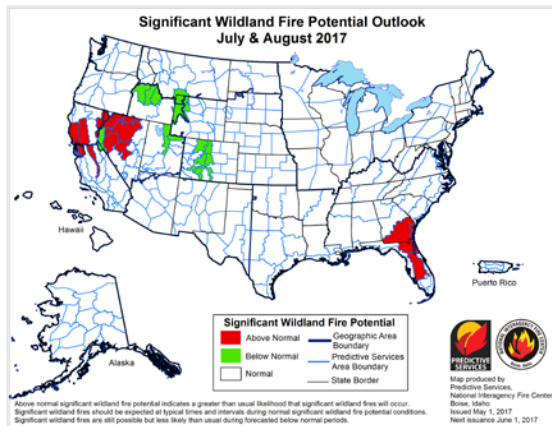 Significant Wildland Fire Potential Outlook
July & August 2017
Hawaii
Puerto Rico
Alaska
Significant Wildland Fire Potential
Above Normal
Below Normal
Normal
Geographic Area
Boundary
Predictive Services
Area Boundary
State Border
PREDICTIVE
SERVICES
NATIONAL INTERAGENCY FIRE CENTER
Map produced by
Predictive Services,
National Interagency Fire Center
Boise, Idaho
Issued May 1, 2017
Next issuance June 1, 2017
Above normal significant wildland fire potential indicates a greater than usual likelihood that significant wildland fires will occur.
Significant wildland fires should be expected at typical times and intervals during normal significant wildland fire potential conditions.
Significant wildland fires are still possible but less likely than usual during forecasted below normal periods.